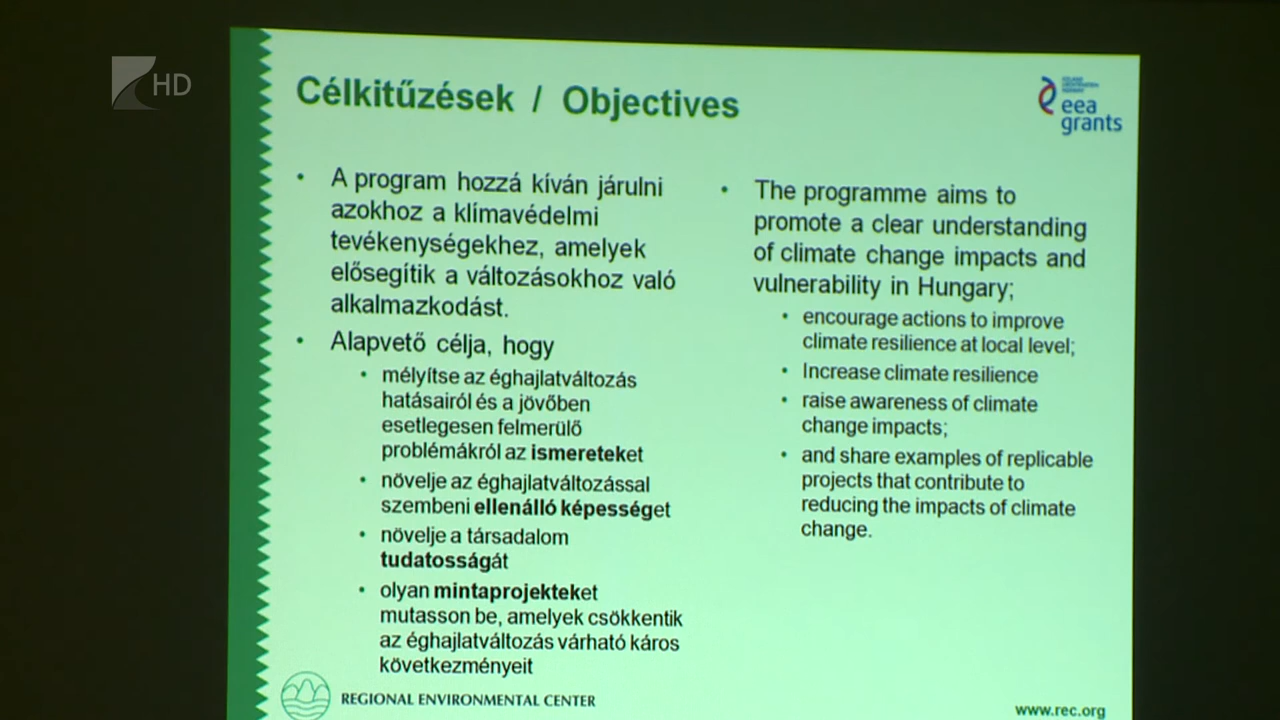 HD
Célkitűzések / Objectives
eea
grants
A program hozzá kíván járulni
azokhoz a klímavédelmi
tevékenységekhez, amelyek
elősegítik a változásokhoz való
alkalmazkodást.
Alapvető célja, hogy
mélyítse az éghajlatváltozás
hatásairól és a jövőben
esetlegesen felmerülő
problémákról az ismereteket
növelje az éghajlatváltozással
szembeni ellenálló képességet
növelje a társadalom
tudatosságát
olyan mintaprojekteket
mutasson be, amelyek csökkentik
az éghajlatváltozás várható káros
következményeit
The programme aims to
promote a clear understanding
of climate change impacts and
vulnerability in Hungary;
encourage actions to improve
climate resilience at local level;
Increase climate resilience
raise awareness of climate
change impacts;
and share examples of replicable
projects that contribute to
reducing the impacts of climate
change.
REGIONAL ENVIRONMENTAL CENTER
www.rec.org